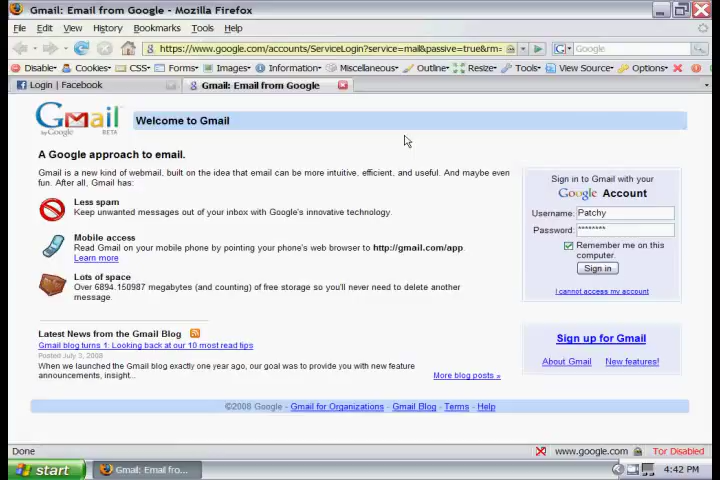 Gmail: Email from Google - Mozilla Firefox
File Edit View History Bookmarks Tools Help
https://www.google.com/accounts/ServiceLogin?service=mail&passive=true&rm=
Google
Disable Cookies CSS Forms Images Information Miscellaneous Outline Resize Tools View Source Options
Login | Facebook
Gmail: Email from Google
Gmail
by Google BETA
Welcome to Gmail
A Google approach to email.
Gmail is a new kind of webmail, built on the idea that email can be more intuitive, efficient, and useful. And maybe even
fun. After all, Gmail has:
Less spam
Keep unwanted messages out of your inbox with Google's innovative technology.
Mobile access
Read Gmail on your mobile phone by pointing your phone's web browser to http://gmail.com/app.
Learn more
Lots of space
Over 6894.150987 megabytes (and counting) of free storage so you'll never need to delete another
message.
Latest News from the Gmail Blog
Gmail blog turns 1: Looking back at our 10 most read tips
Posted July 3, 2008
When we launched the Gmail blog exactly one year ago, our goal was to provide you with new feature
announcements, insight...
More blog posts »
Sign in to Gmail with your
Google Account
Username: Patchy
Password: ********
Remember me on this
computer.
Sign in
I cannot access my account
Sign up for Gmail
About Gmail New features!
©2008 Google - Gmail for Organizations - Gmail Blog - Terms - Help
Done
www.google.com
Tor Disabled
start
Gmail: Email fro...
4:42 PM